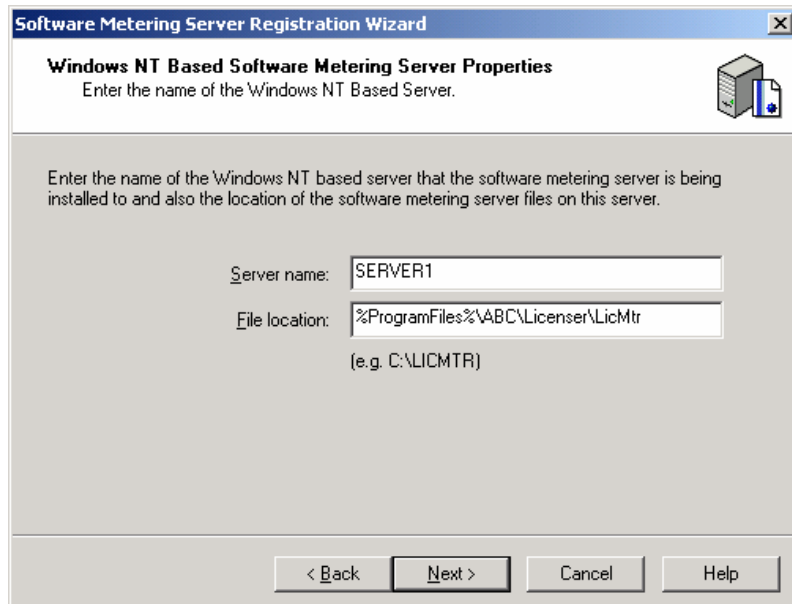 Software Metering Server Registration Wizard
Windows NT Based Software Metering Server Properties
Enter the name of the Windows NT Based Server.
Enter the name of the Windows NT based server that the software metering server is being
installed to and also the location of the software metering server files on this server.
Server name: SERVER1
File location: %ProgramFiles%\ABC\Licenser\LicMtr
(e.g. C:\LICMTR)
< Back Next > Cancel Help